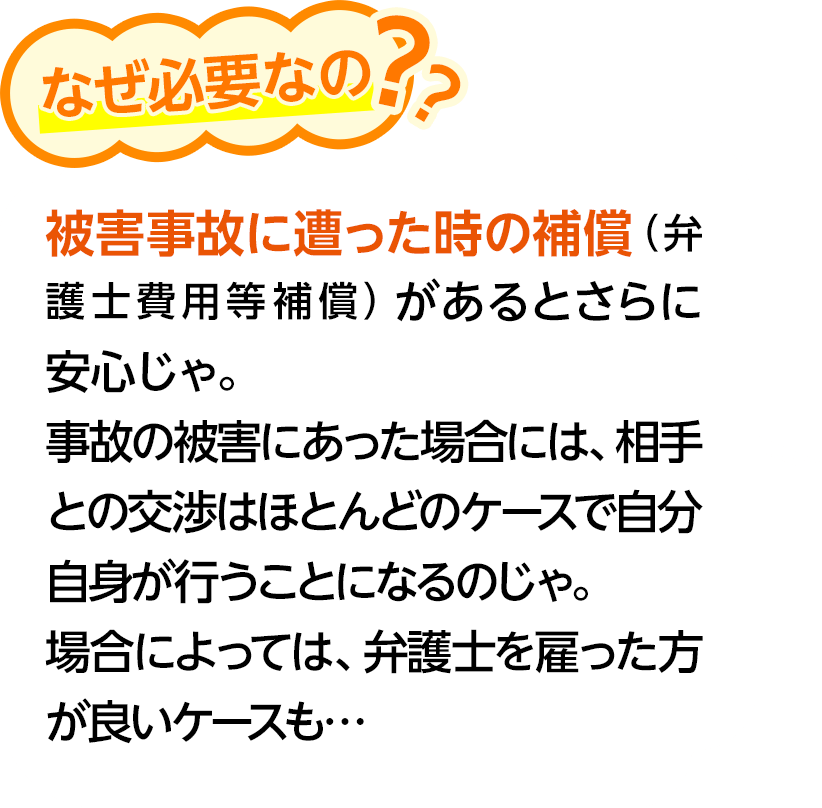 なぜ必要なの??
被害事故に遭った時の補償（弁
護士費用等補償）があるとさらに
安心じゃ。
事故の被害にあった場合には、相手
との交渉はほとんどのケースで自分
自身が行うことになるのじゃ。
場合によっては、弁護士を雇った方
が良いケースも…